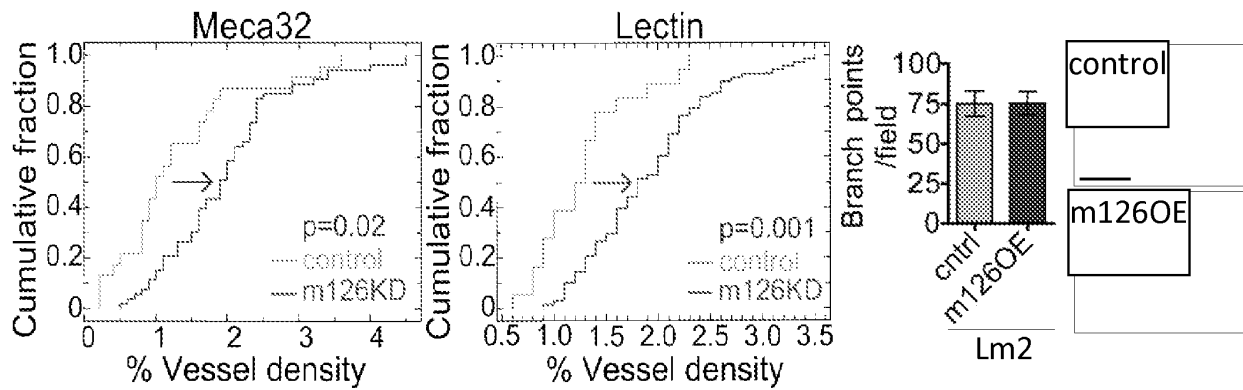 Meca32
Cumulative fraction
1.0
0.8
0.6
0.4
0.2
0
p=0.02
control
m126KD
0 1 2 3 4
% Vessel density
Lectin
Cumulative fraction
1.0
0.8
0.6
0.4
0.2
0
p=0.001
control
m126KD
0.5 1.0 1.5 2.0 2.5 3.0 3.5
% Vessel density
Branch points
/field
100
75
50
25
0
cntrl
m126OE
Lm2
control
m126OE